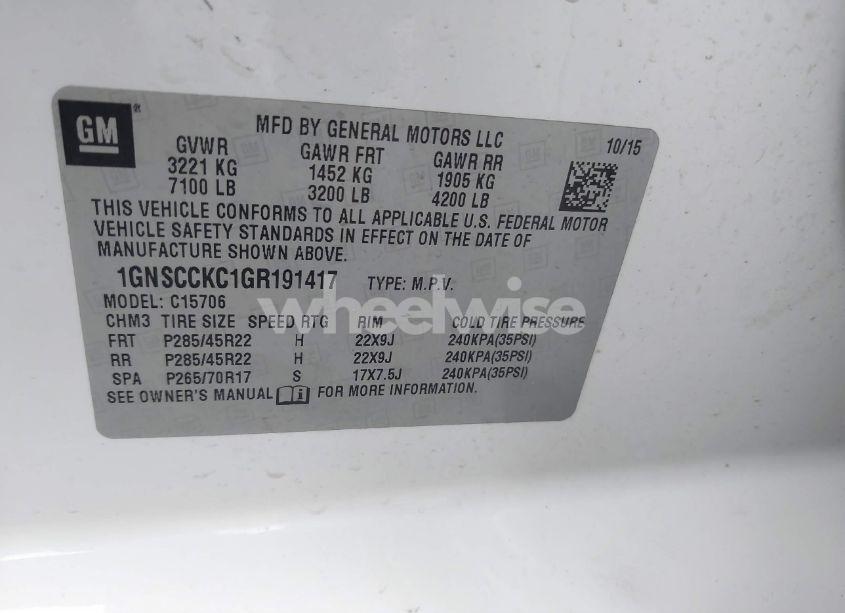 GM
MFD BY GENERAL MOTORS LLC
10/15
GVWR GAWR FRT GAWR RR
3221 KG 1452 KG 1905 KG
7100 LB 3200 LB 4200 LB
THIS VEHICLE CONFORMS TO ALL APPLICABLE U.S. FEDERAL MOTOR
VEHICLE SAFETY STANDARDS IN EFFECT ON THE DATE OF
MANUFACTURE SHOWN ABOVE.
1GNSCCKC1GR191417 TYPE: M.P.V.
MODEL: C15706
wheelwise
CHM3 TIRE SIZE SPEED RTG RIM COLD TIRE PRESSURE
FRT P285/45R22 H 22X9J 240KPA(35PSI)
RR P285/45R22 H 22X9J 240KPA(35PSI)
SPA P265/70R17 S 17X7.5J 240KPA(35PSI)
SEE OWNER'S MANUAL FOR MORE INFORMATION.